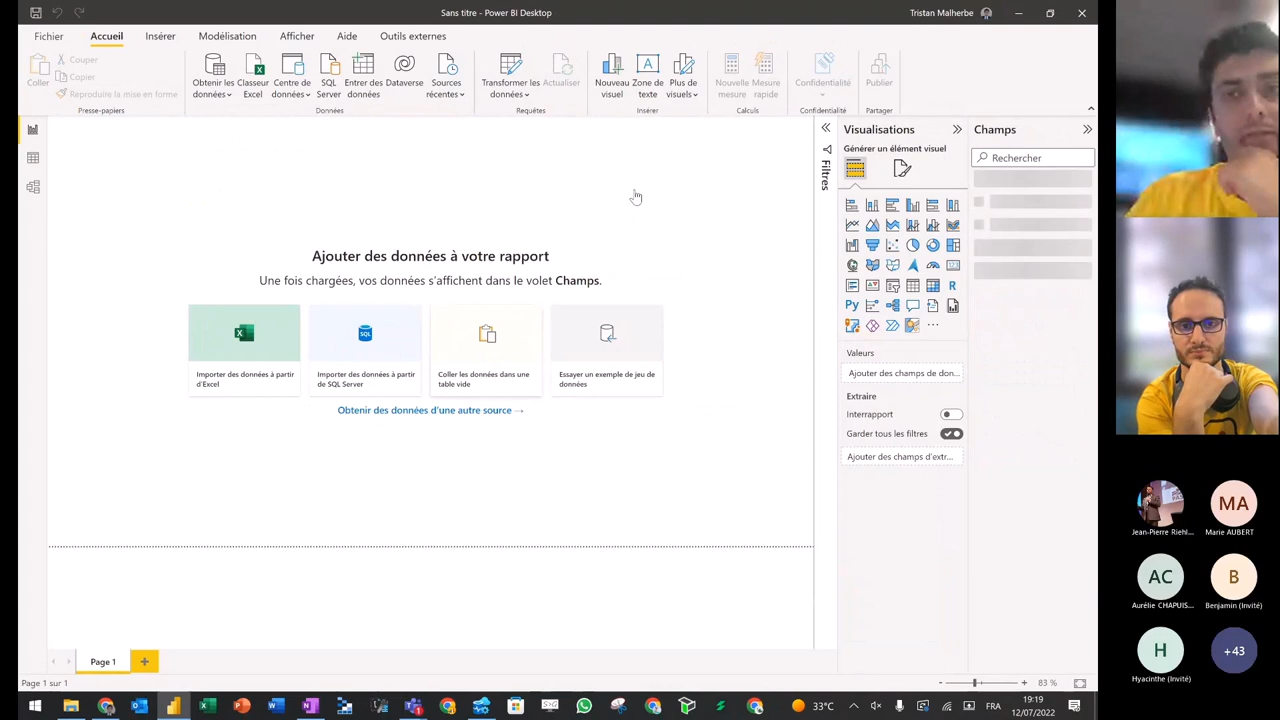 Sans titre - Power BI Desktop
Tristan Malherbe
Fichier
Accueil
Insérer
Modélisation
Afficher
Aide
Outils externes
Coller
Couper
Copier
Reproduire la mise en forme
Presse-papiers
Obtenir les
données
Classeur
Excel
Centre de
données
SQL
Server
Entrer des
données
Dataverse
Sources
récentes
Données
Transformer les
données
Actualiser
Requêtes
Nouveau
visuel
Zone de
texte
Plus de
visuels
Insérer
Nouvelle
mesure
Mesure
rapide
Calculs
Confidentialité
Confidentialité
Publier
Partager
Ajouter des données à votre rapport
Une fois chargées, vos données s'affichent dans le volet Champs.
SQL
Importer des données à partir
d'Excel
Importer des données à partir
de SQL Server
Coller les données dans une
table vide
Essayer un exemple de jeu de
données
Obtenir des données d'une autre source →
Filtres
Visualisations
Générer un élément visuel
R
Py
Valeurs
Ajouter des champs de don...
Extraire
Interrapport
Garder tous les filtres
Ajouter des champs d'extr...
Champs
Rechercher
Page 1
Page 1 sur 1
83 %
33°C
FRA
19:19
12/07/2022
Jean-Pierre Riehl...
MA
Marie AUBERT
AC
Aurélie CHAPUIS...
B
Benjamin (Invité)
H
Hyacinthe (Invité)
+43